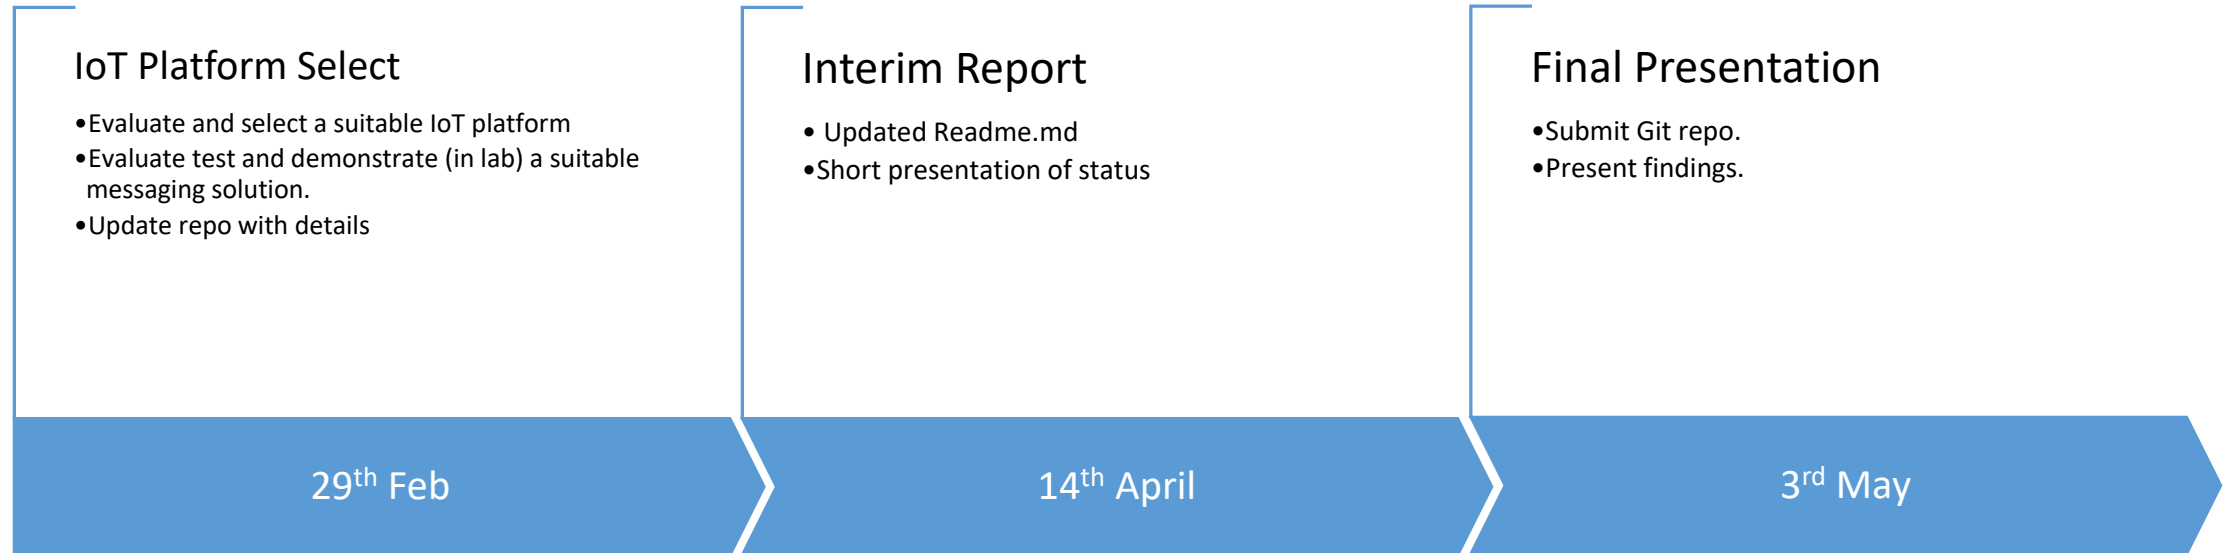 IoT Platform Select
•Evaluate and select a suitable IoT platform
•Evaluate test and demonstrate (in lab) a suitable
messaging solution.
•Update repo with details
29th Feb
Interim Report
• Updated Readme.md
•Short presentation of status
14th April
Final Presentation
•Submit Git repo.
•Present findings.
3rd May